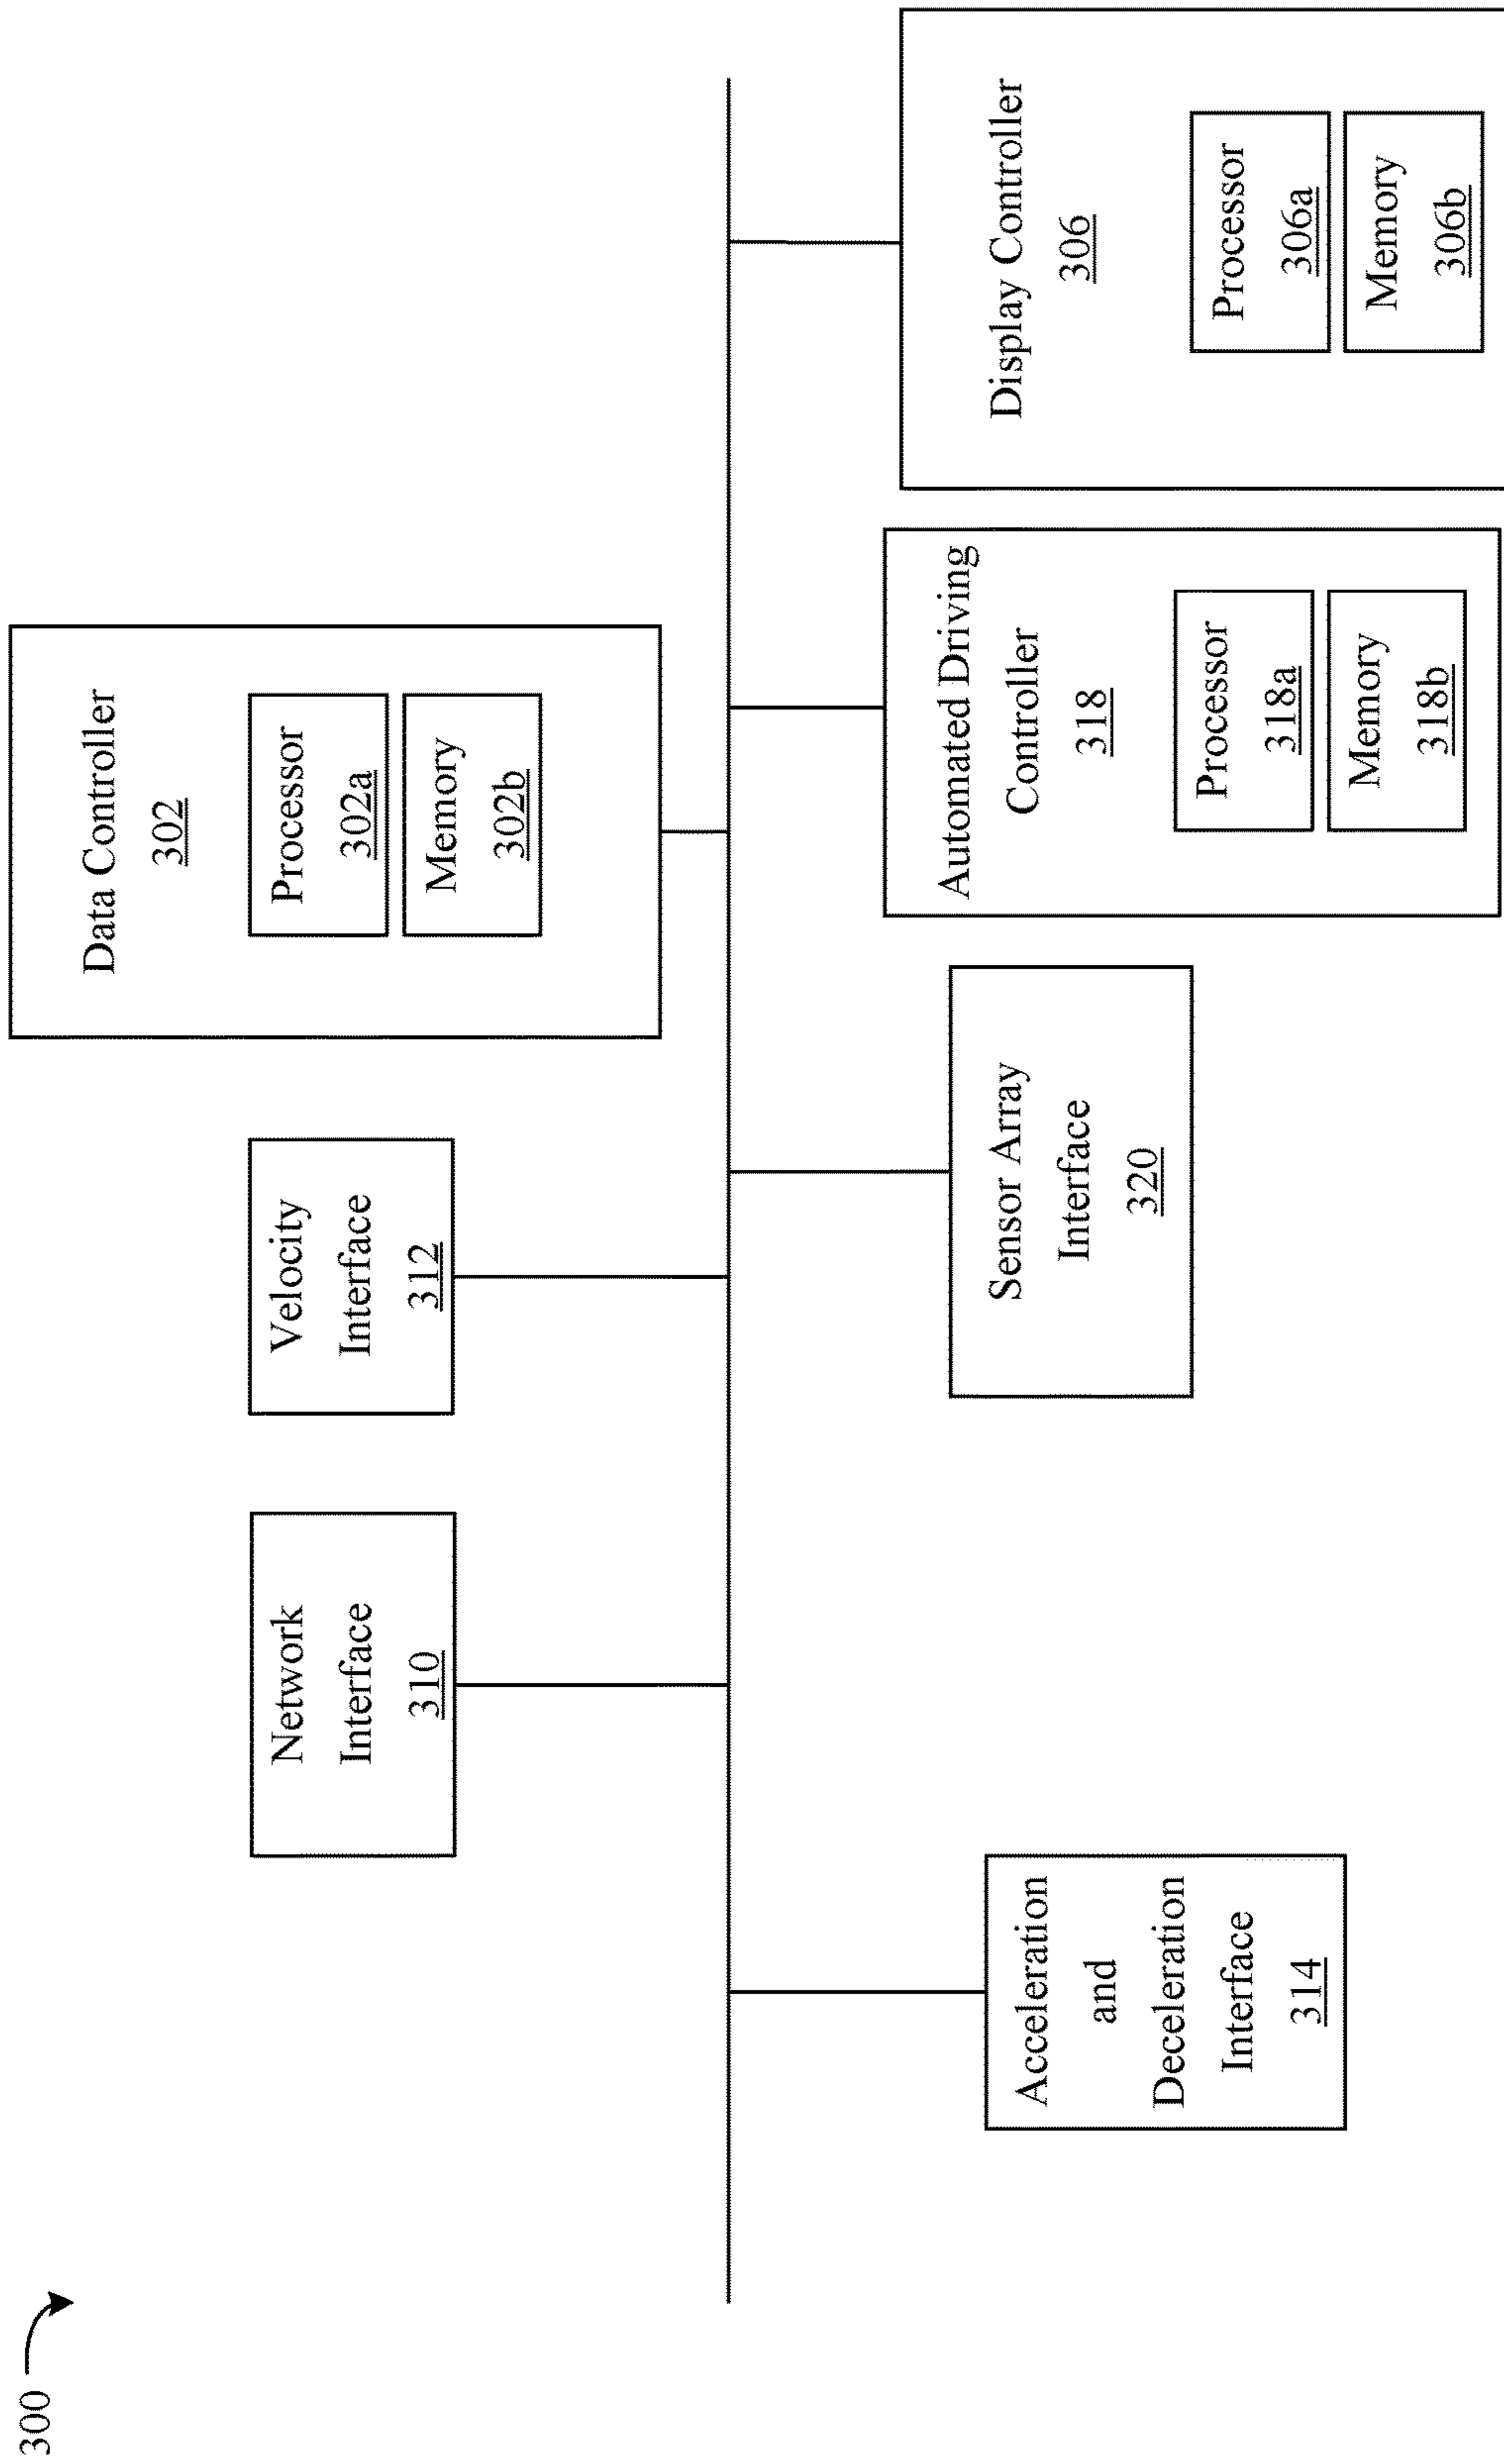 300
Network
Interface
310
Velocity
Interface
312
Data Controller
302
Processor
302a
Memory
302b
Acceleration
and
Deceleration
Interface
314
Sensor Array
Interface
320
Automated Driving
Controller
318
Processor
318a
Memory
318b
Display Controller
306
Processor
306a
Memory
306b